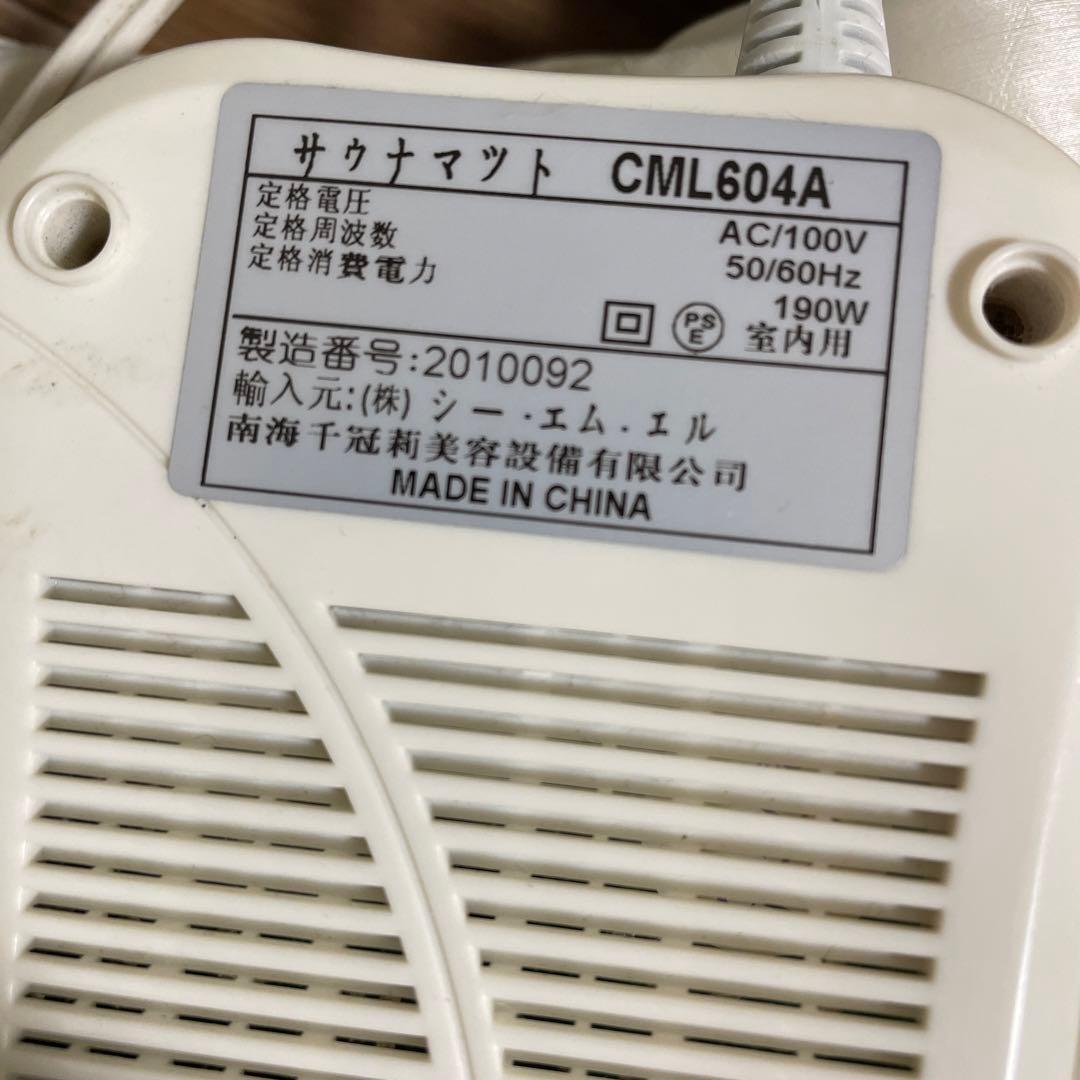 サウナマツト CML604A
定格電圧 AC/100V
定格周波数 50/60Hz
定格消費電力 190W
PSE 室内用
製造番号:2010092
輸入元:(株) シー・エム.エル
南海千冠莉美容設備有限公司
MADE IN CHINA